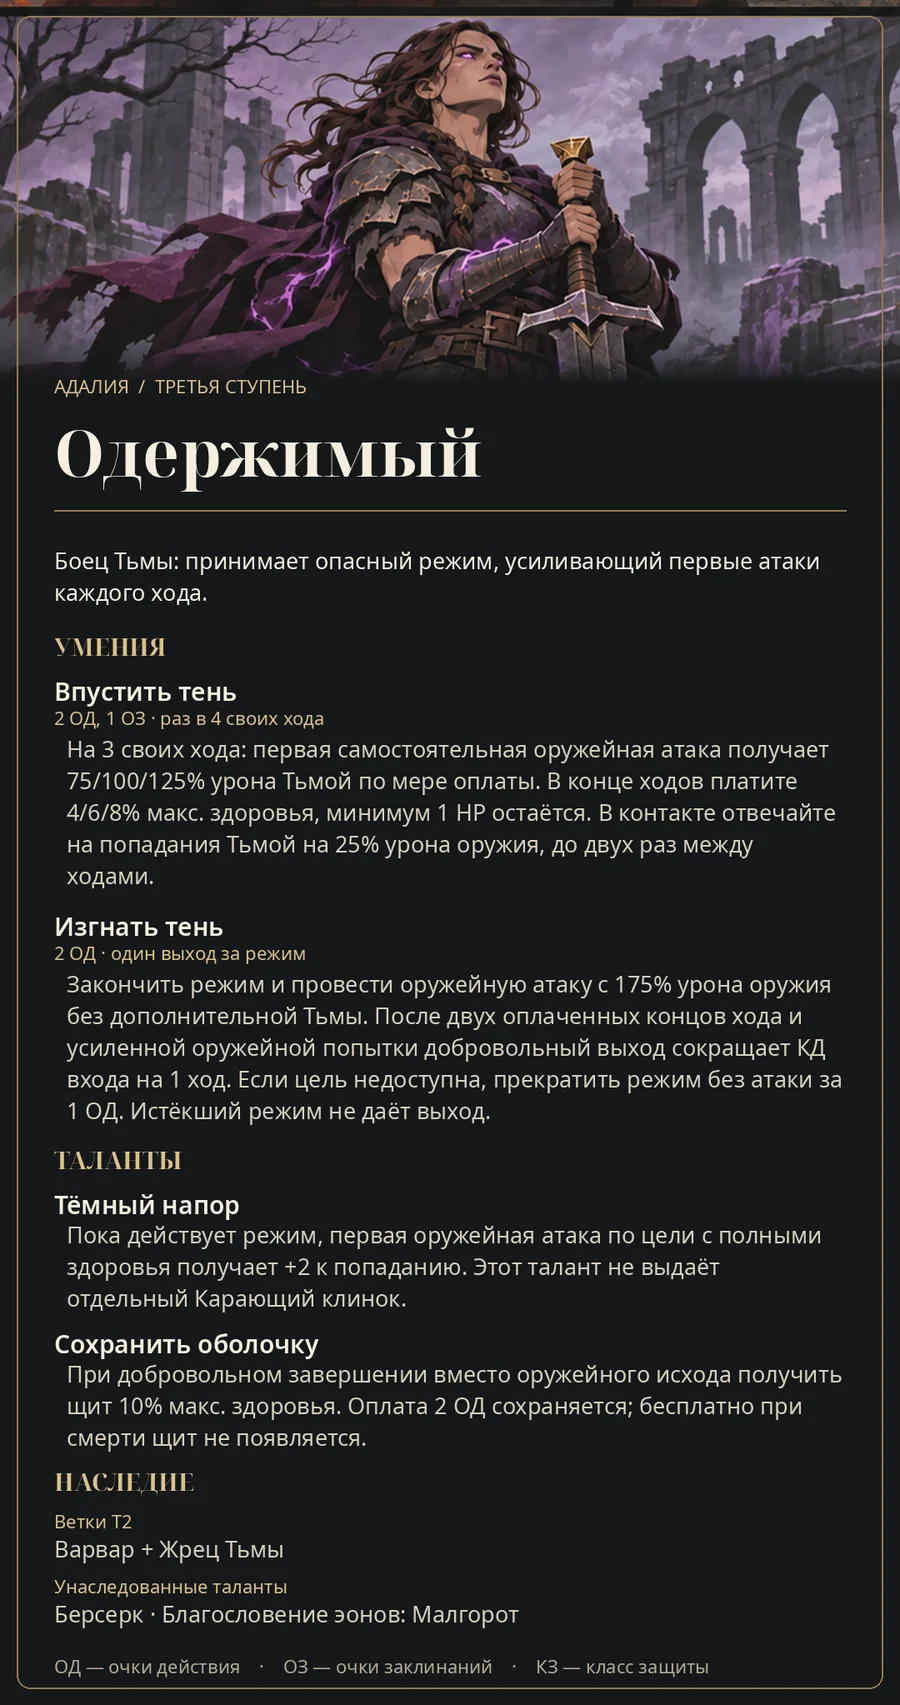 АДАЛИЯ / ТРЕТЬЯ СТУПЕНЬ
Одержимый
Боец Тьмы: принимает опасный режим, усиливающий первые атаки
каждого хода.
УМЕНИЯ
Впустить тень
2 ОД, 1 ОЗ · раз в 4 своих хода
На 3 своих хода: первая самостоятельная оружейная атака получает
75/100/125% урона Тьмой по мере оплаты. В конце ходов платите
4/6/8% макс. здоровья, минимум 1 HP остаётся. В контакте отвечайте
на попадания Тьмой на 25% урона оружия, до двух раз между
ходами.
Изгнать тень
2 ОД · один выход за режим
Закончить режим и провести оружейную атаку с 175% урона оружия
без дополнительной Тьмы. После двух оплаченных концов хода и
усиленной оружейной попытки добровольный выход сокращает КД
входа на 1 ход. Если цель недоступна, прекратить режим без атаки за
1 ОД. Истёкший режим не даёт выход.
ТАЛАНТЫ
Тёмный напор
Пока действует режим, первая оружейная атака по цели с полными
здоровья получает +2 к попаданию. Этот талант не выдаёт
отдельный Карающий клинок.
Сохранить оболочку
При добровольном завершении вместо оружейного исхода получить
щит 10% макс. здоровья. Оплата 2 ОД сохраняется; бесплатно при
смерти щит не появляется.
НАСЛЕДИЕ
Ветки T2
Варвар + Жрец Тьмы
Унаследованные таланты
Берсерк · Благословение эонов: Малгорот
ОД — очки действия · ОЗ — очки заклинаний · КЗ — класс защиты